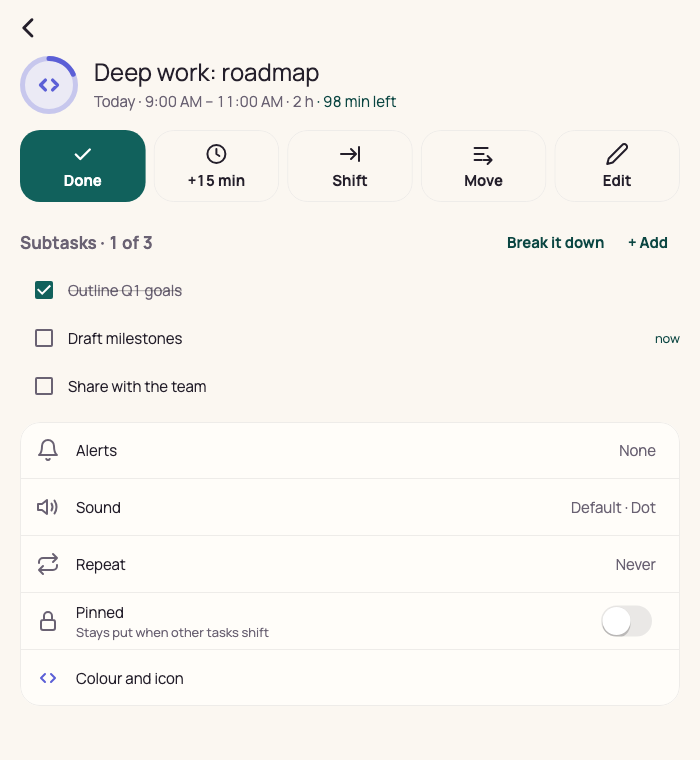 Deep work: roadmap
Today · 9:00 AM – 11:00 AM · 2 h · 98 min left
Done
+15 min
Shift
Move
Edit
Subtasks · 1 of 3
Break it down
+ Add
Outline Q1 goals
Draft milestones
now
Share with the team
Alerts
None
Sound
Default · Dot
Repeat
Never
Pinned
Stays put when other tasks shift
Colour and icon